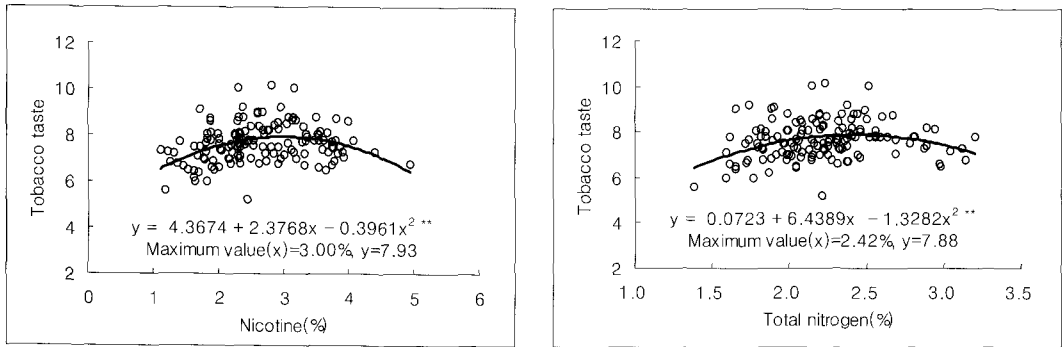 12
10
8
6
4
2
Tobacco taste
y = 4.3674 + 2.3768x − 0.3961x² **
Maximum value(x)=3.00%, y=7.93
0 1 2 3 4 5 6
Nicotine(%)
12
10
8
6
4
2
Tobacco taste
y = 0.0723 + 6.4389x − 1.3282x² **
Maximum value(x)=2.42%, y=7.88
1.0 1.5 2.0 2.5 3.0 3.5
Total nitrogen(%)